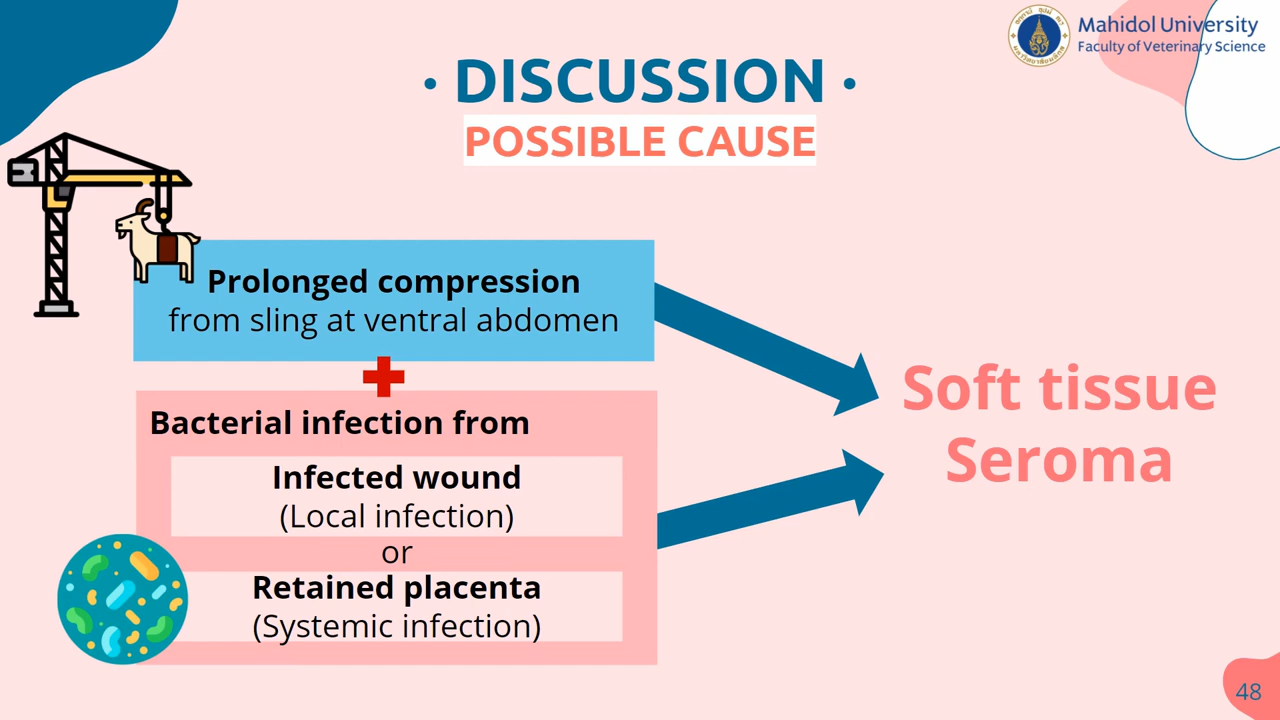 Mahidol University
Faculty of Veterinary Science
• DISCUSSION •
POSSIBLE CAUSE
Prolonged compression
from sling at ventral abdomen
Bacterial infection from
Infected wound
(Local infection)
or
Retained placenta
(Systemic infection)
Soft tissue
Seroma
48